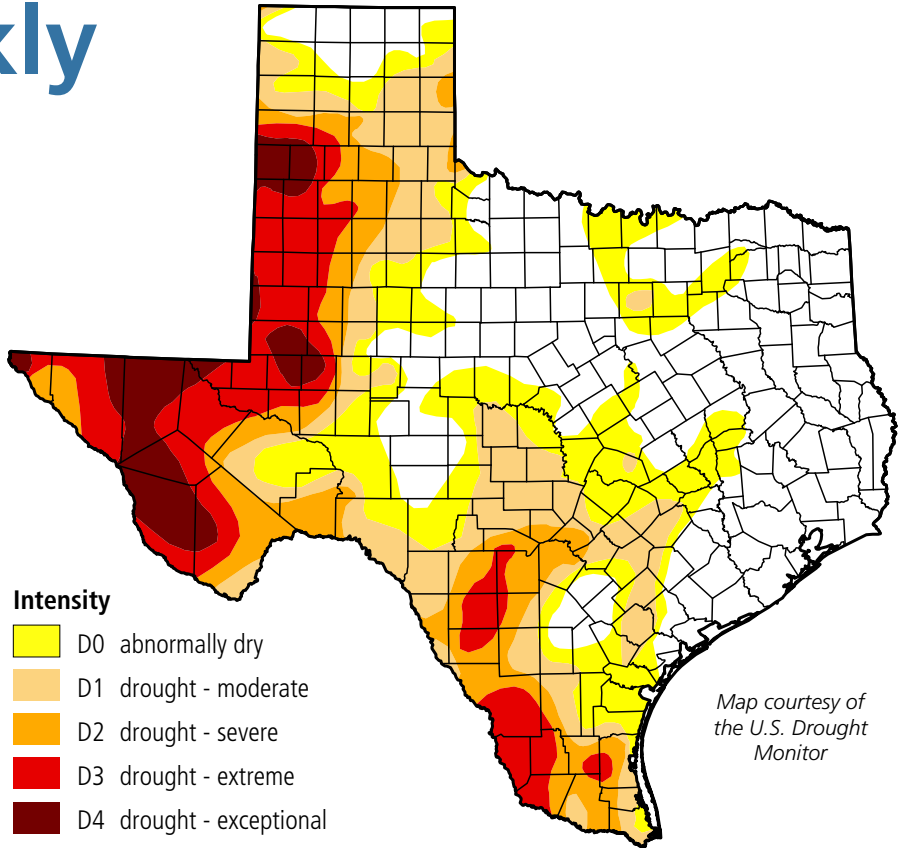 kly
Intensity
D0 abnormally dry
D1 drought - moderate
D2 drought - severe
D3 drought - extreme
D4 drought - exceptional
Map courtesy of
the U.S. Drought
Monitor